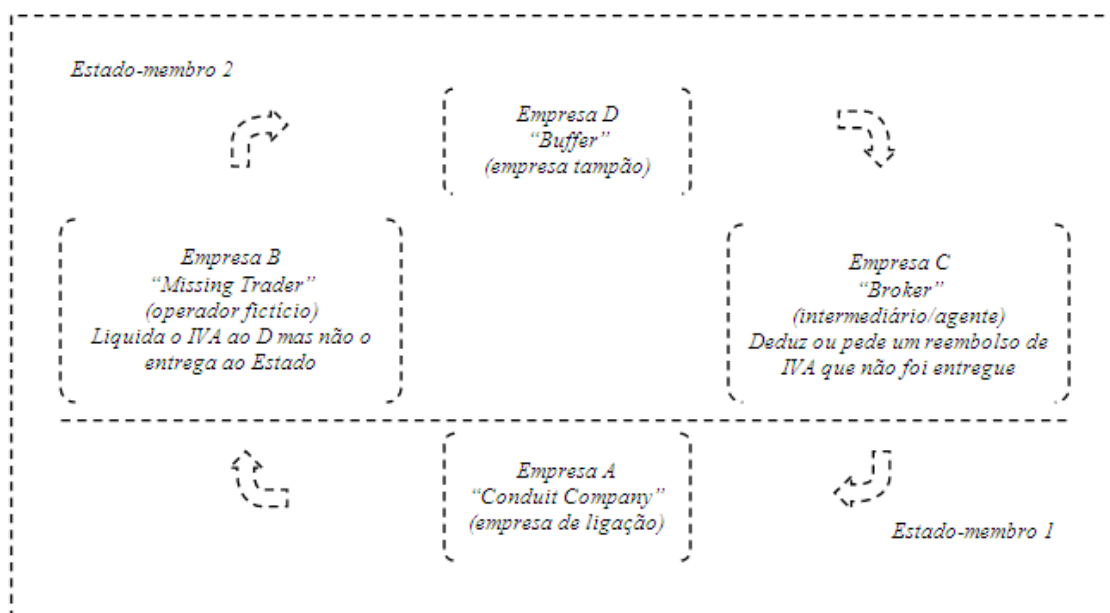 Estado-membro 2
Empresa D
“Buffer”
(empresa tampão)
Empresa B
“Missing Trader”
(operador fictício)
Liquida o IVA ao D mas não o
entrega ao Estado
Empresa C
“Broker”
(intermediário/agente)
Deduz ou pede um reembolso de
IVA que não foi entregue
Empresa A
“Conduit Company”
(empresa de ligação)
Estado-membro 1